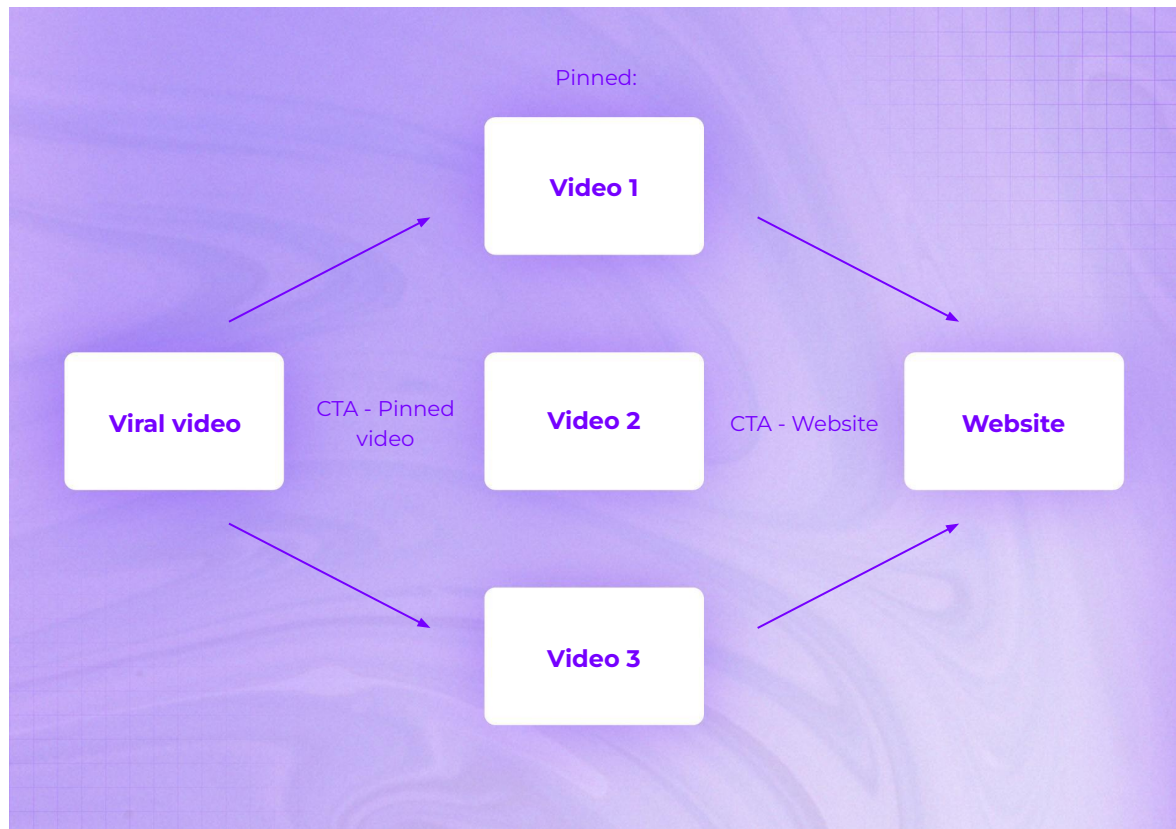 Pinned:
Video 1
Viral video
CTA - Pinned
video
Video 2
CTA - Website
Website
Video 3